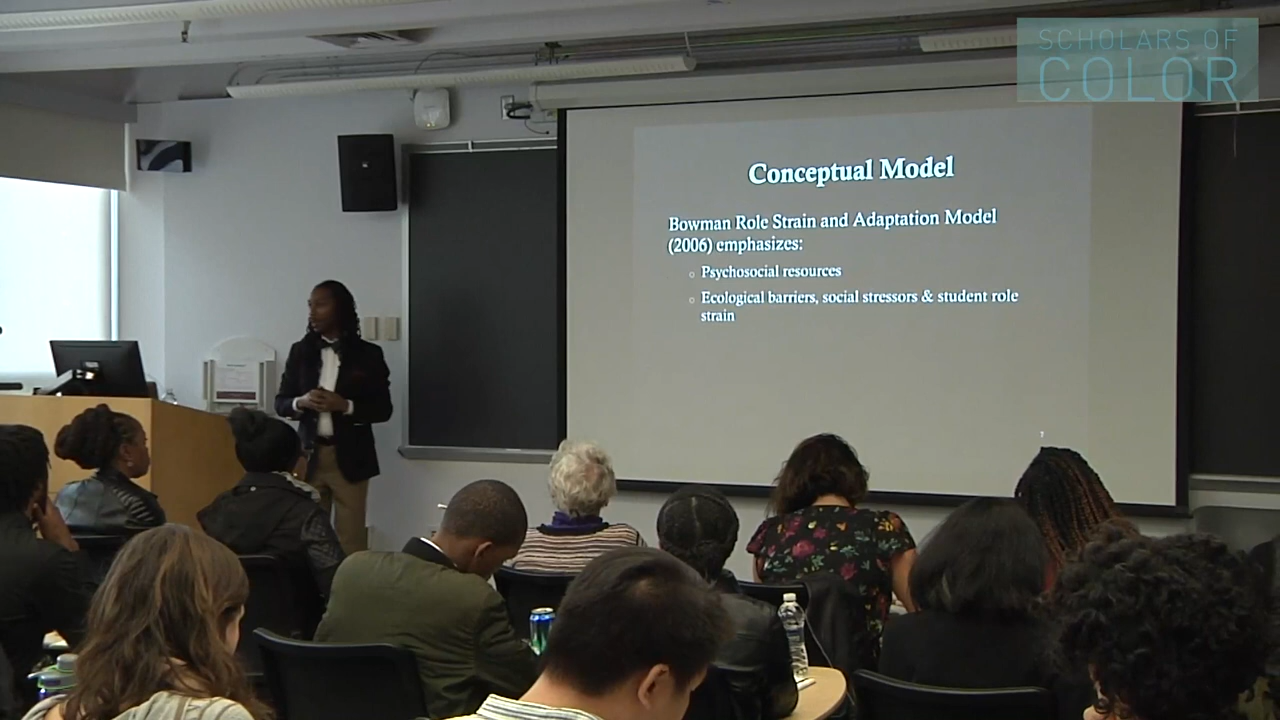 SCHOLARS OF
COLOR
Conceptual Model
Bowman Role Strain and Adaptation Model
(2006) emphasizes:
Psychosocial resources
Ecological barriers, social stressors & student role
strain